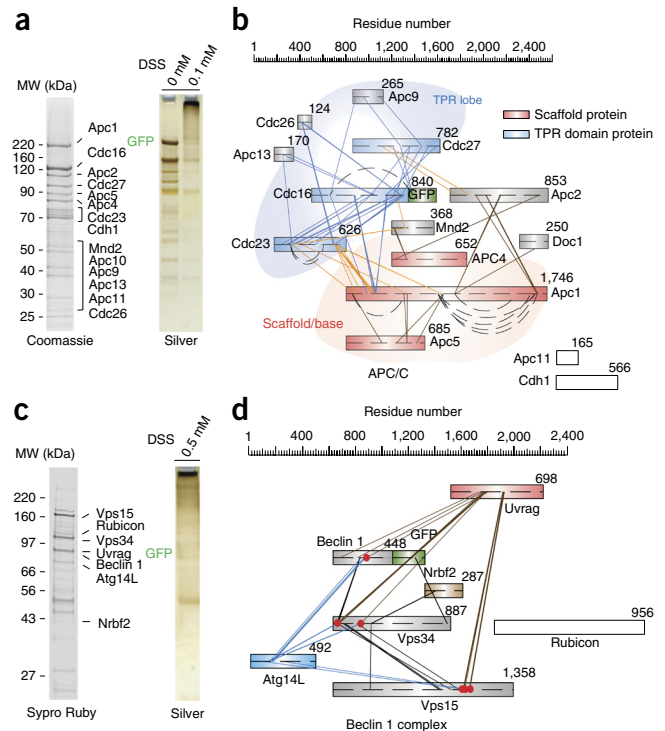 a
MW (kDa)
220
160
120
90
70
50
40
30
25
Coomassie
Apc1
Cdc16
Apc2
Cdc27
Apc5
Apc4
Cdc23
Cdh1
Mnd2
Apc10
Apc9
Apc13
Apc11
Cdc26
DSS
0 mM
0.1 mM
GFP
Silver
b
Residue number
1 400 800 1,200 1,600 2,000 2,400
265
Apc9
TPR lobe
124
Cdc26
170
Apc13
782
Cdc27
Scaffold protein
TPR domain protein
Cdc16
840
GFP
853
Apc2
368
Mnd2
250
Doc1
Cdc23
626
652
APC4
1,746
Apc1
Scaffold/base
685
Apc5
APC/C
165
Apc11
566
Cdh1
c
MW (kDa)
220
160
97
66
56
43
27
Sypro Ruby
Vps15
Rubicon
Vps34
Uvrag
Beclin 1
Atg14L
Nrbf2
DSS
0.5 mM
GFP
Silver
d
Residue number
1 400 800 1,200 1,600 2,000 2,400
698
Uvrag
Beclin 1
448
GFP
Nrbf2
287
887
Vps34
956
Rubicon
492
Atg14L
1,358
Vps15
Beclin 1 complex